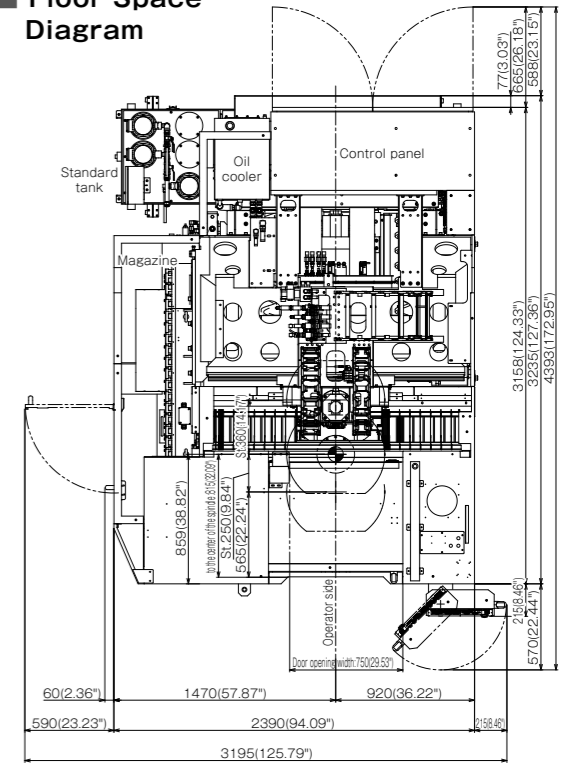 Floor Space
Diagram
77(3.03")
665(26.18")
588(23.15")
Standard
tank
Oil
cooler
Control panel
Magazine
3158(124.33")
3235(127.36")
4393(172.95")
St.360(14.17")
859(38.82")
to the center of the spindle 815(32.09")
St.250(9.84")
565(22.24")
Operator side
Door opening width:750(29.53")
215(8.46")
570(22.44")
60(2.36")
1470(57.87")
920(36.22")
590(23.23")
2390(94.09")
215(8.46")
3195(125.79")